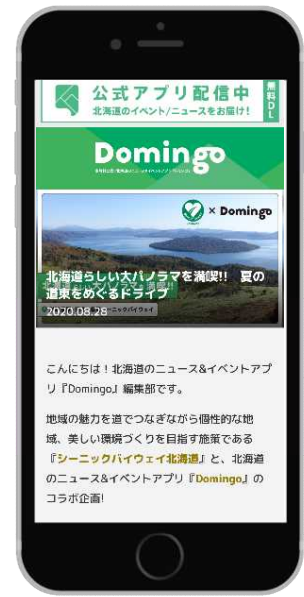 公式アプリ配信中
北海道のイベント/ニュースをお届け!
無料DL
Domingo
× Domingo
北海道らしい大パノラマを満喫!! 夏の
道東をめぐるドライブ
2020.08.28
こんにちは!北海道のニュース&イベントアプ
リ『Domingo』編集部です。
地域の魅力を道でつなぎながら個性的な地
域、美しい環境づくりを目指す施策である
『シーニックバイウェイ北海道』と、北海道
のニュース&イベントアプリ『Domingo』の
コラボ企画!